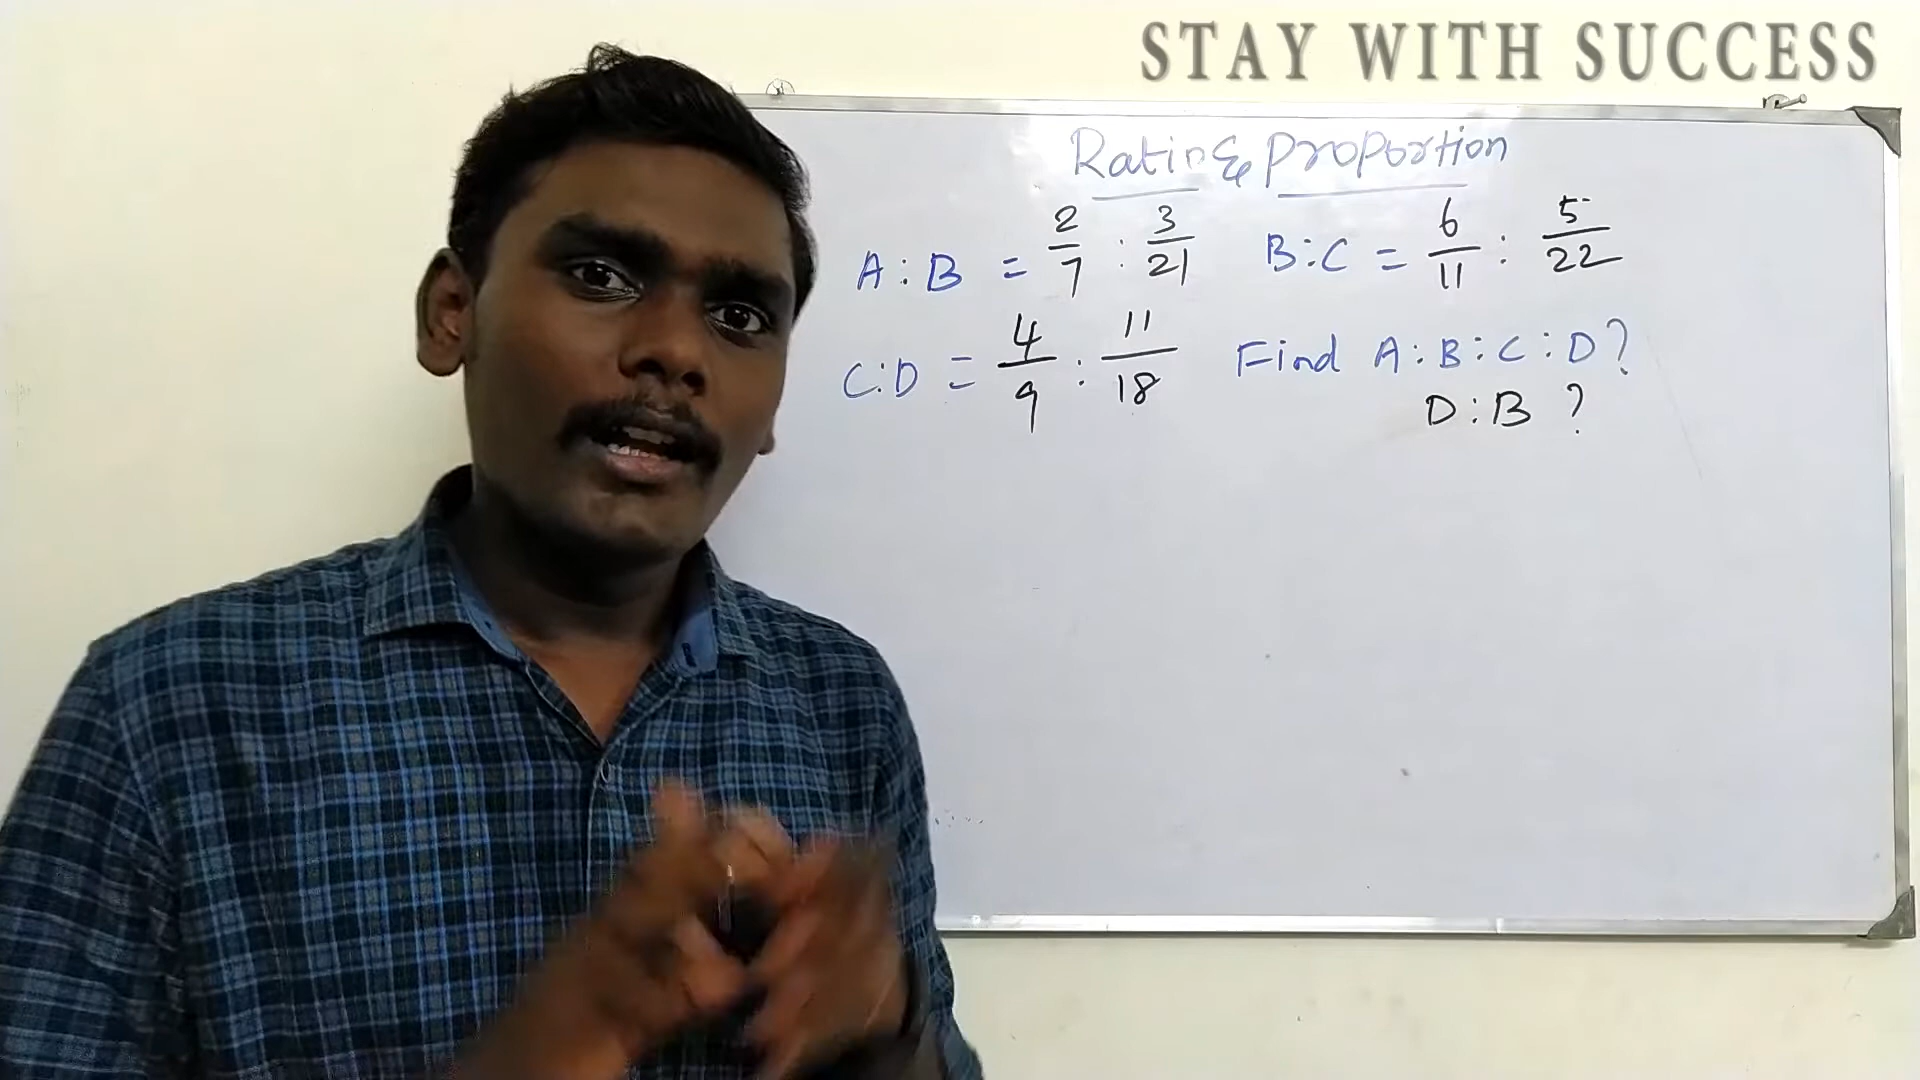 STAY WITH SUCCESS
Ratio & Proportion
A : B = 2/7 : 3/21 B : C = 6/11 : 5/22
C : D = 4/9 : 11/18 Find A : B : C : D ?
D : B ?